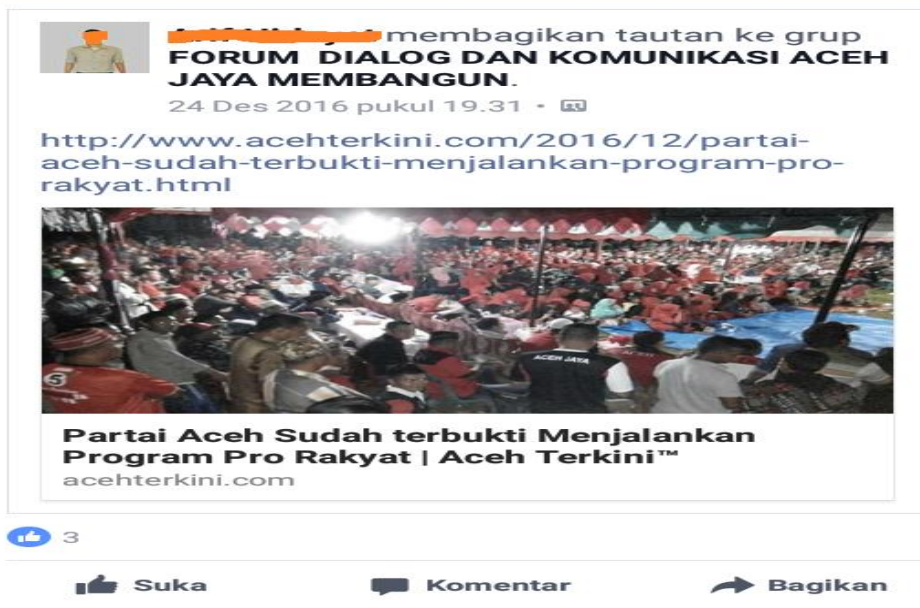 membagikan tautan ke grup
FORUM DIALOG DAN KOMUNIKASI ACEH
JAYA MEMBANGUN.
24 Des 2016 pukul 19.31 •
http://www.acehterkini.com/2016/12/partai-
aceh-sudah-terbukti-menjalankan-program-pro-
rakyat.html
5
ACEH JAYA
Partai Aceh Sudah terbukti Menjalankan
Program Pro Rakyat | Aceh Terkini™
acehterkini.com
3
Suka Komentar Bagikan